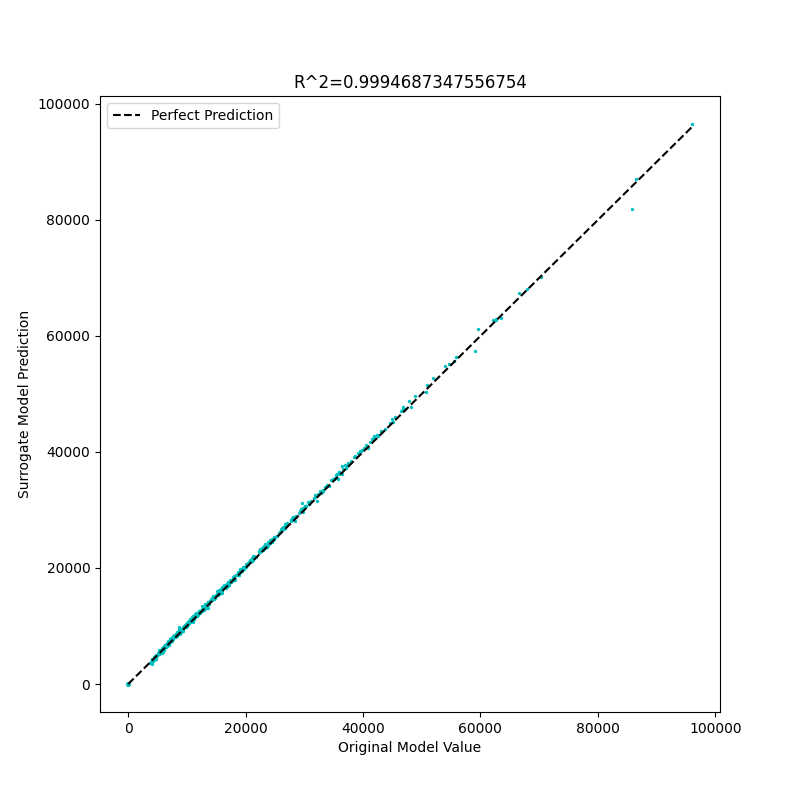 R^2=0.9994687347556754
Perfect Prediction
100000
80000
60000
40000
20000
0
Surrogate Model Prediction
0 20000 40000 60000 80000 100000
Original Model Value